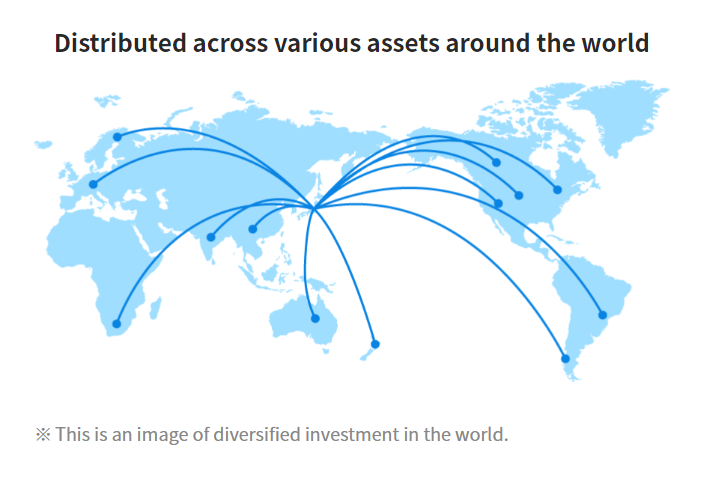 Distributed across various assets around the world
※ This is an image of diversified investment in the world.